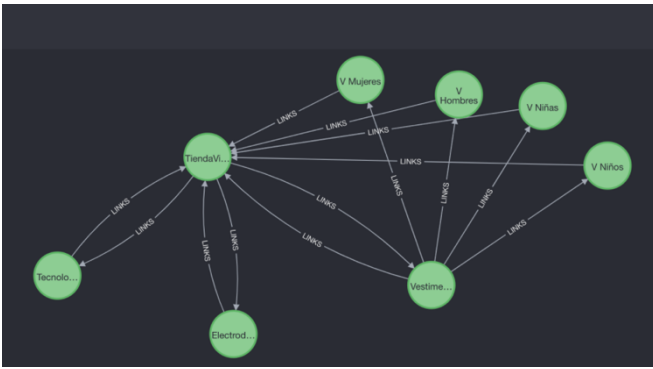 V Mujeres
V
Hombres
V Niñas
LINKS
LINKS
LINKS
TiendaVi...
LINKS
V Niños
LINKS
LINKS
LINKS
LINKS
LINKS
LINKS
LINKS
LINKS
LINKS
LINKS
Tecnolo...
Vestime...
Electrod...